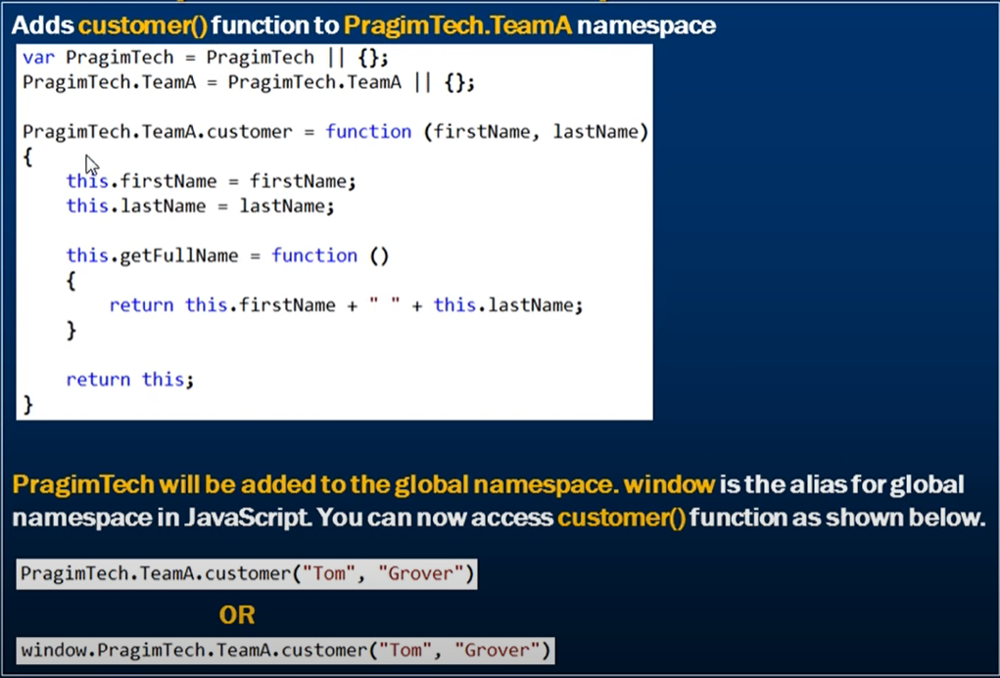 Adds customer() function to PragimTech.TeamA namespace
var PragimTech = PragimTech || {};
PragimTech.TeamA = PragimTech.TeamA || {};
PragimTech.TeamA.customer = function (firstName, lastName)
{
this.firstName = firstName;
this.lastName = lastName;
this.getFullName = function ()
{
return this.firstName + " " + this.lastName;
}
return this;
}
PragimTech will be added to the global namespace. window is the alias for global
namespace in JavaScript. You can now access customer() function as shown below.
PragimTech.TeamA.customer("Tom", "Grover")
OR
window.PragimTech.TeamA.customer("Tom", "Grover")